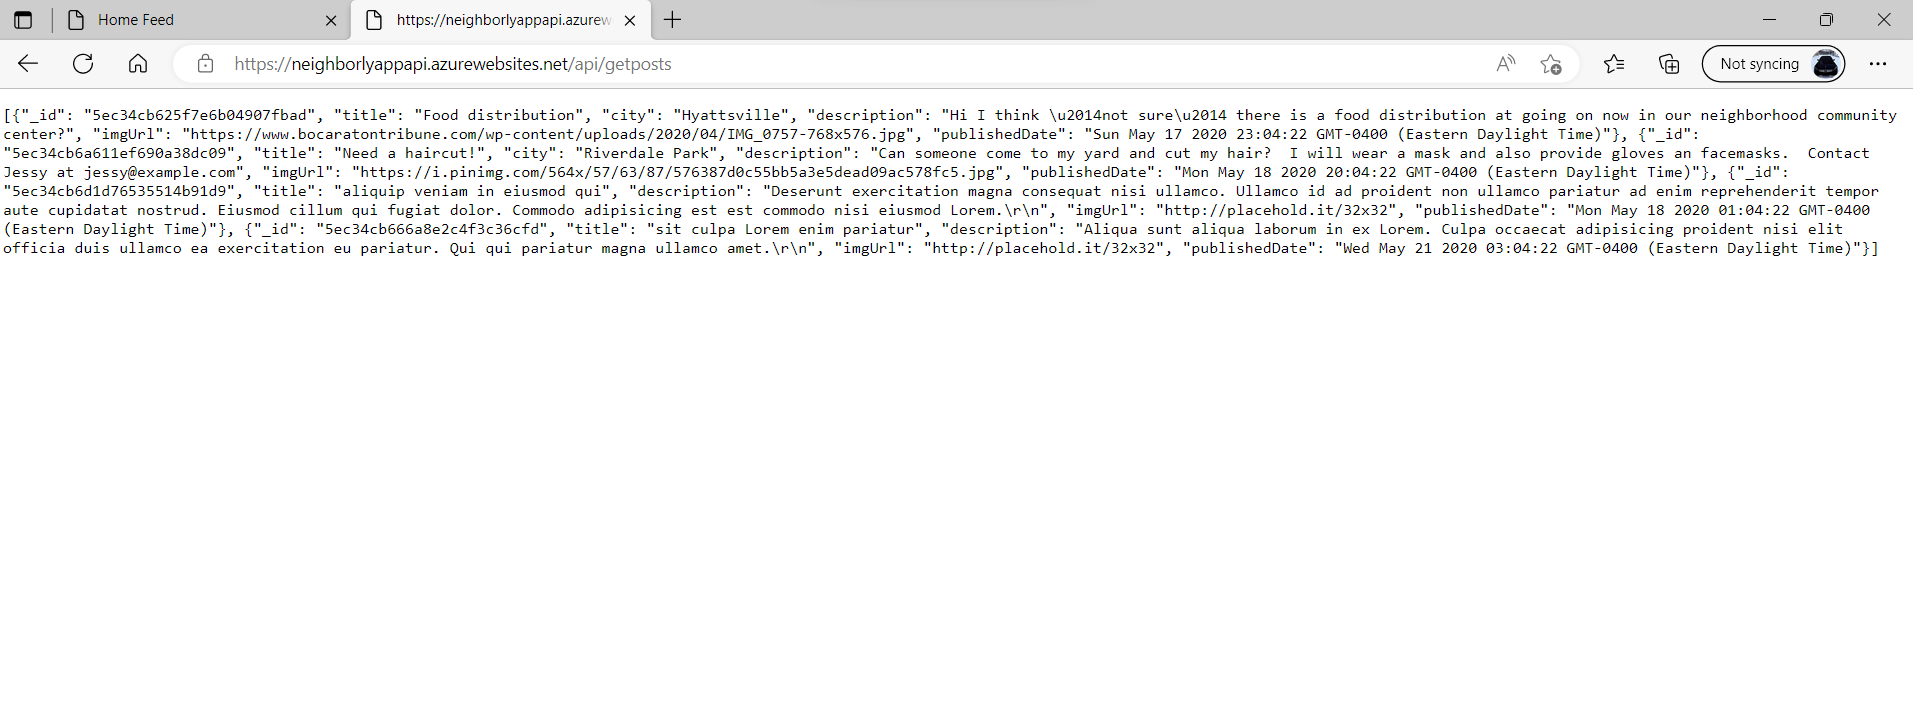 Home Feed
https://neighborlyappapi.azurew
https://neighborlyappapi.azurewebsites.net/api/getposts
Not syncing
[{"_id": "5ec34cb625f7e6b04907fbad", "title": "Food distribution", "city": "Hyattsville", "description": "Hi I think \u2014not sure\u2014 there is a food distribution at going on now in our neighborhood community
center?", "imgUrl": "https://www.bocaratontribune.com/wp-content/uploads/2020/04/IMG_0757-768x576.jpg", "publishedDate": "Sun May 17 2020 23:04:22 GMT-0400 (Eastern Daylight Time)"}, {"_id":
"5ec34cb6a611ef690a38dc09", "title": "Need a haircut!", "city": "Riverdale Park", "description": "Can someone come to my yard and cut my hair?  I will wear a mask and also provide gloves an facemasks.  Contact
Jessy at jessy@example.com", "imgUrl": "https://i.pinimg.com/564x/57/63/87/576387d0c55bb5a3e5dead09ac578fc5.jpg", "publishedDate": "Mon May 18 2020 20:04:22 GMT-0400 (Eastern Daylight Time)"}, {"_id":
"5ec34cb6d1d76535514b91d9", "title": "aliquip veniam in eiusmod qui", "description": "Deserunt exercitation magna consequat nisi ullamco. Ullamco id ad proident non ullamco pariatur ad enim reprehenderit tempor
aute cupidatat nostrud. Eiusmod cillum qui fugiat dolor. Commodo adipisicing est est commodo nisi eiusmod Lorem.\r\n", "imgUrl": "http://placehold.it/32x32", "publishedDate": "Mon May 18 2020 01:04:22 GMT-0400
(Eastern Daylight Time)"}, {"_id": "5ec34cb666a8e2c4f3c36cfd", "title": "sit culpa Lorem enim pariatur", "description": "Aliqua sunt aliqua laborum in ex Lorem. Culpa occaecat adipisicing proident nisi elit
officia duis ullamco ea exercitation eu pariatur. Qui qui pariatur magna ullamco amet.\r\n", "imgUrl": "http://placehold.it/32x32", "publishedDate": "Wed May 21 2020 03:04:22 GMT-0400 (Eastern Daylight Time)"}]